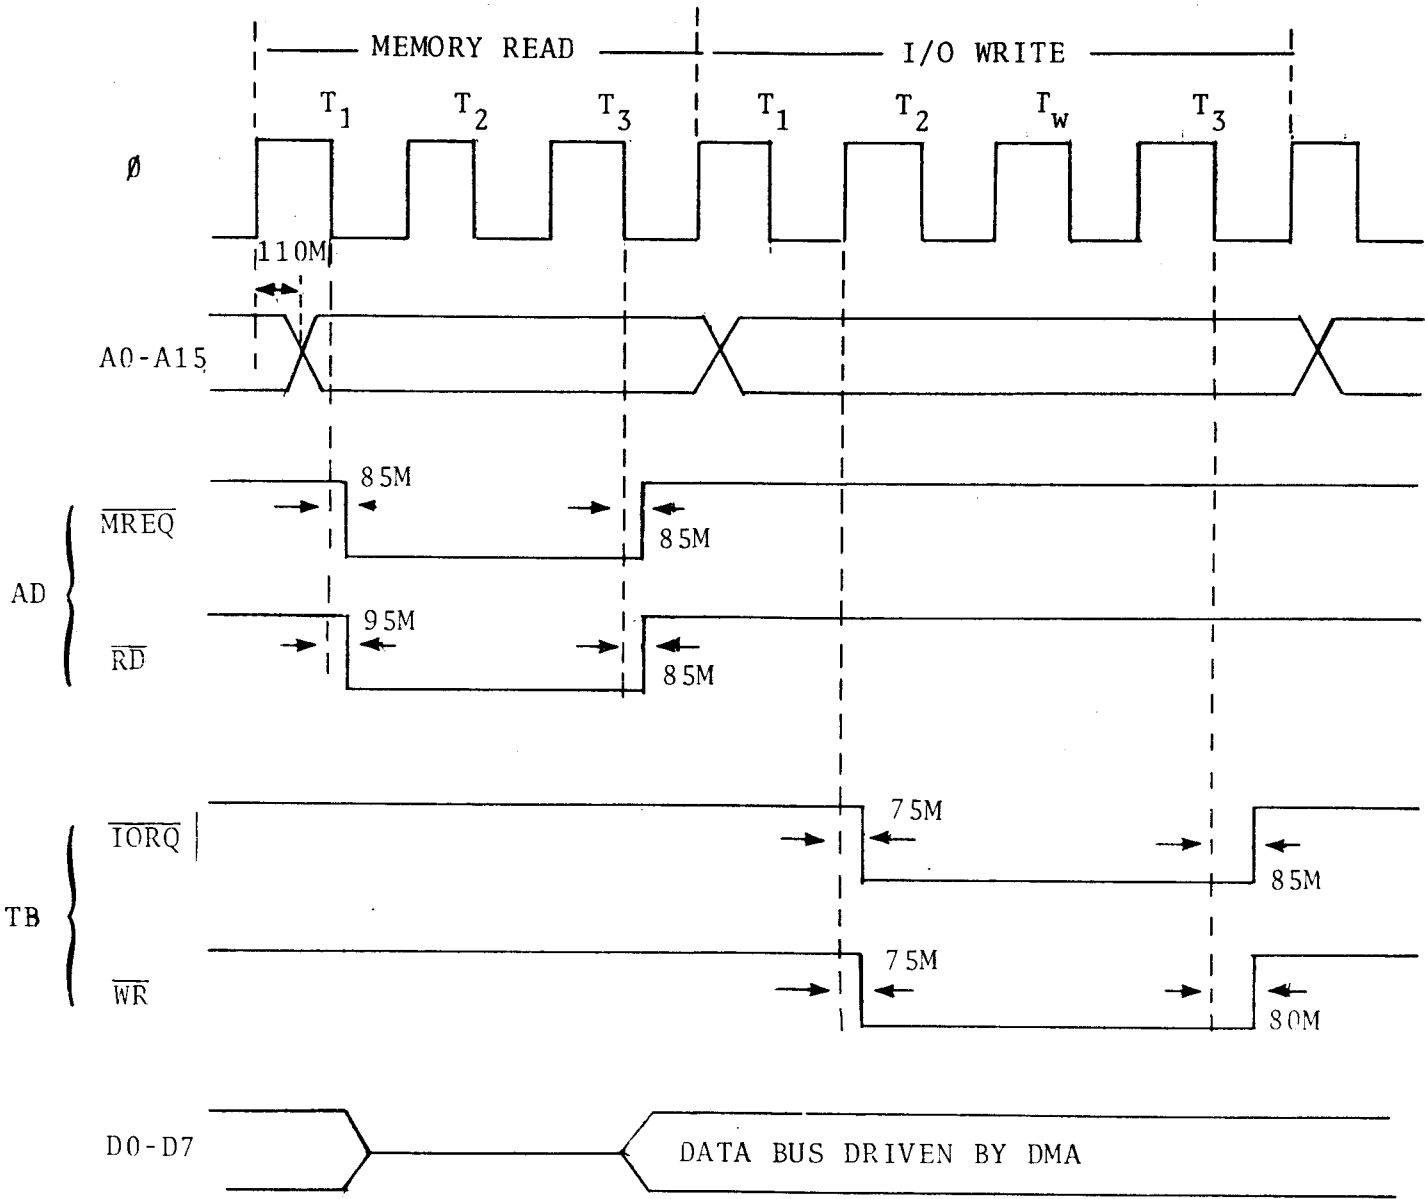 MEMORY READ I/O WRITE
T1 T2 T3 T1 T2 Tw T3
Ø
110M
A0-A15
85M
MREQ
85M
AD
95M
RD
85M
75M
IORQ
85M
TB
75M
WR
80M
D0-D7 DATA BUS DRIVEN BY DMA